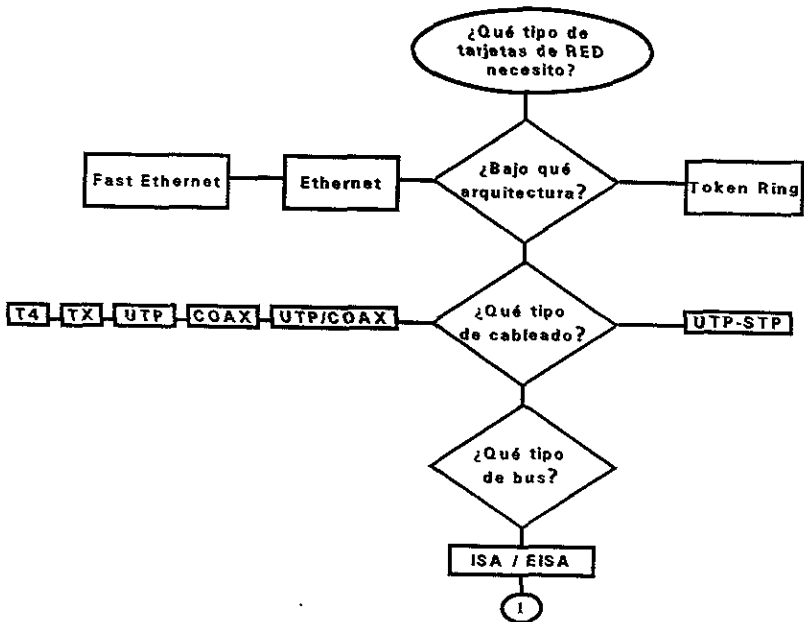 ¿Qué tipo de
tarjetas de RED
necesito?
¿Bajo qué
arquitectura?
Fast Ethernet
Ethernet
Token Ring
¿Qué tipo
de cableado?
T4
TX
UTP
COAX
UTP/COAX
UTP-STP
¿Qué tipo
de bus?
ISA / EISA
1